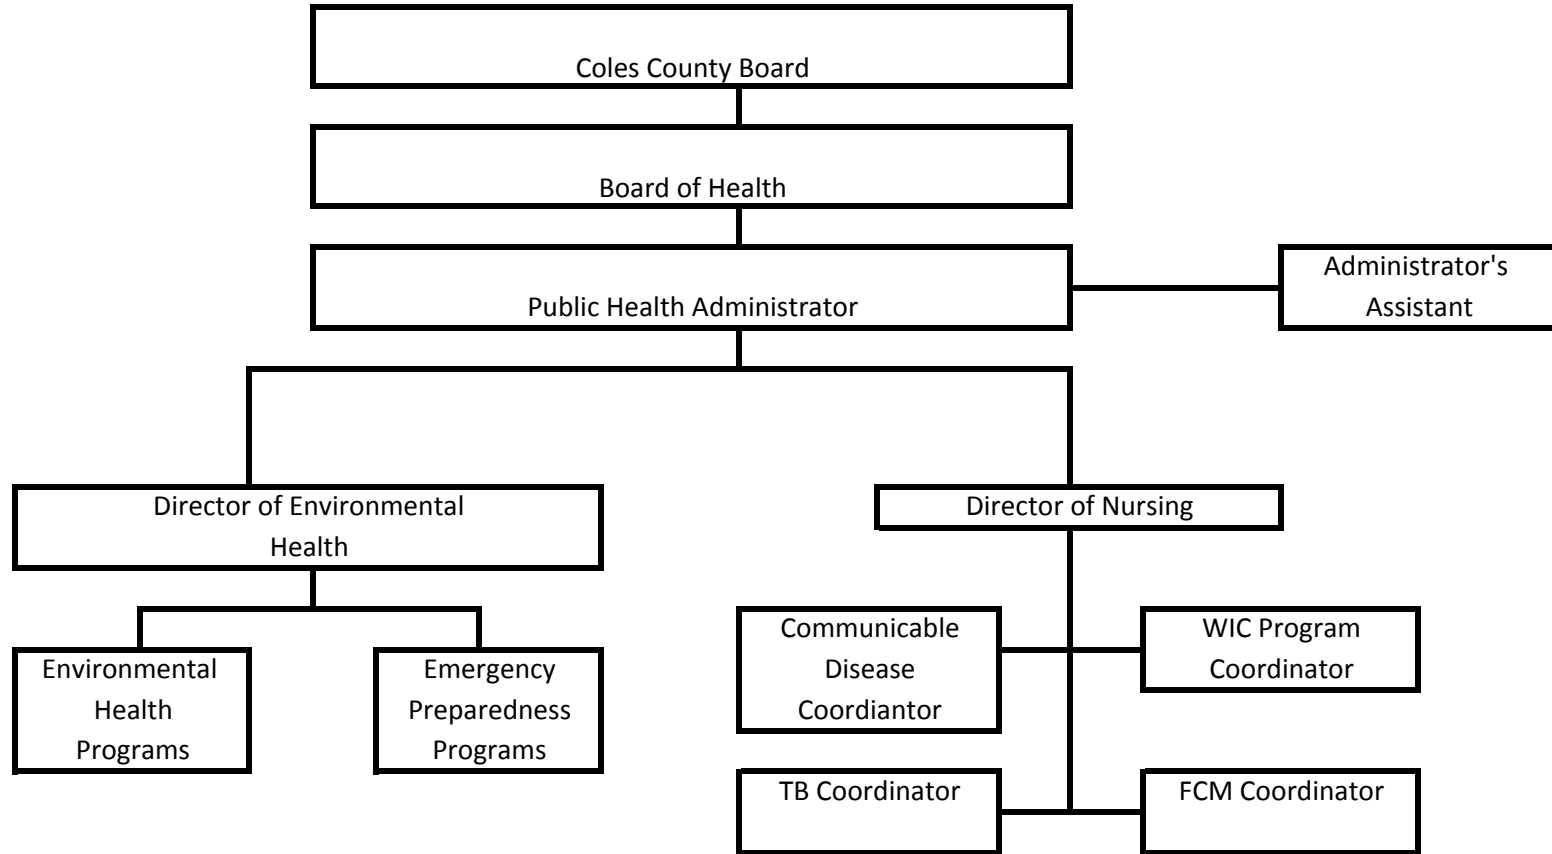 Coles County Board
Board of Health
Public Health Administrator
Administrator's
Assistant
Director of Environmental
Health
Director of Nursing
Environmental
Health
Programs
Emergency
Preparedness
Programs
Communicable
Disease
Coordiantor
WIC Program
Coordinator
TB Coordinator
FCM Coordinator